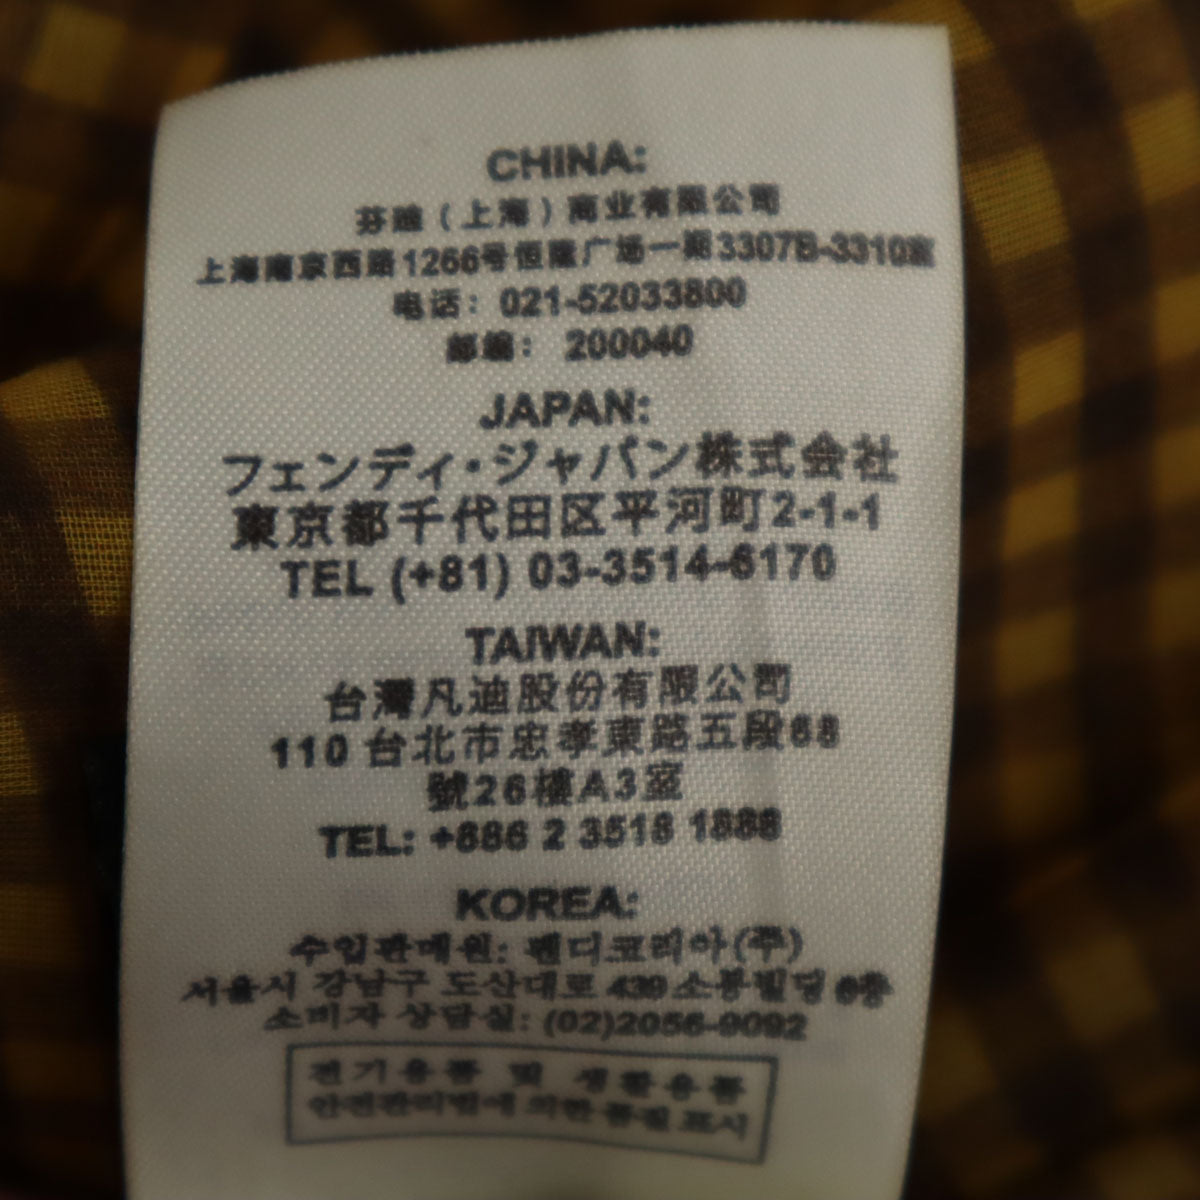 CHINA:
芬迪（上海）商业有限公司
上海南京西路1266号恒隆广场一期3307B-3310室
电话：021-52033800
邮编：200040
JAPAN:
フェンディ・ジャパン株式会社
東京都千代田区平河町2-1-1
TEL (+81) 03-3514-6170
TAIWAN:
台灣凡迪股份有限公司
110 台北市忠孝東路五段68
號26樓A3室
TEL: +886 2 3518 1888
KOREA:
수입판매원: 펜디코리아(주)
서울시 강남구 도산대로 439 소봉빌딩 6층
소비자 상담실: (02)2056-9092
전기용품 및 생활용품
안전관리법에 의한 품질 표시